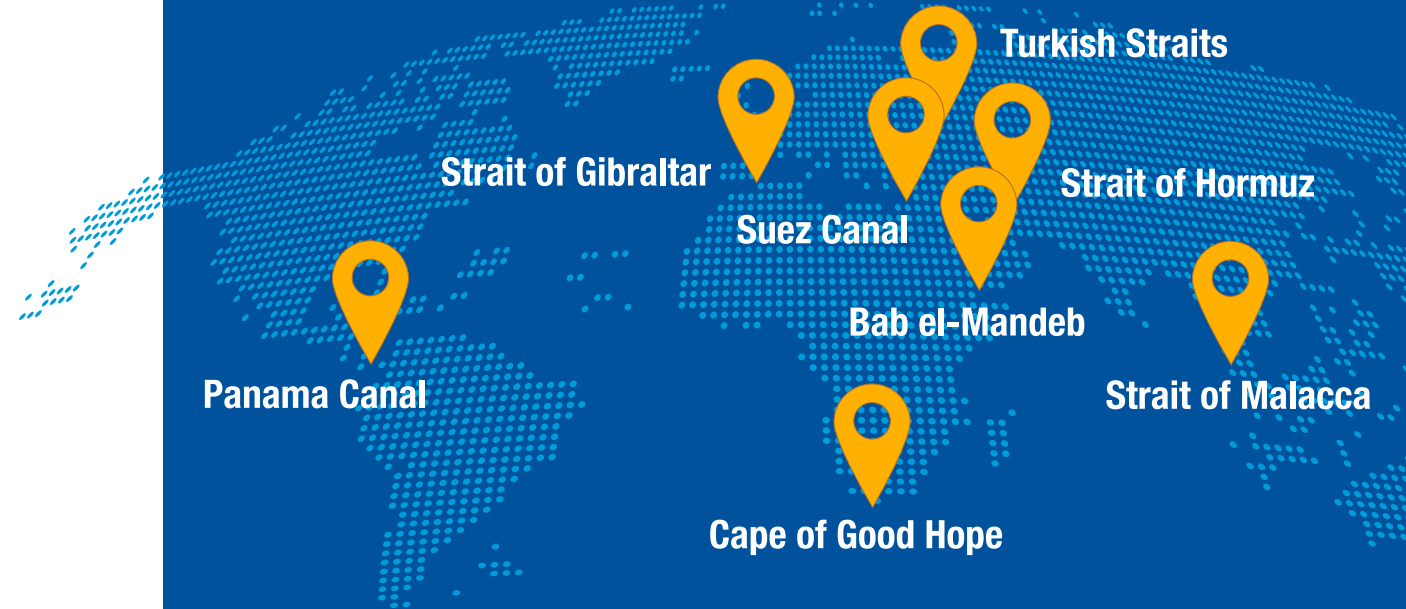 Turkish Straits
Strait of Gibraltar
Strait of Hormuz
Suez Canal
Bab el-Mandeb
Panama Canal
Strait of Malacca
Cape of Good Hope